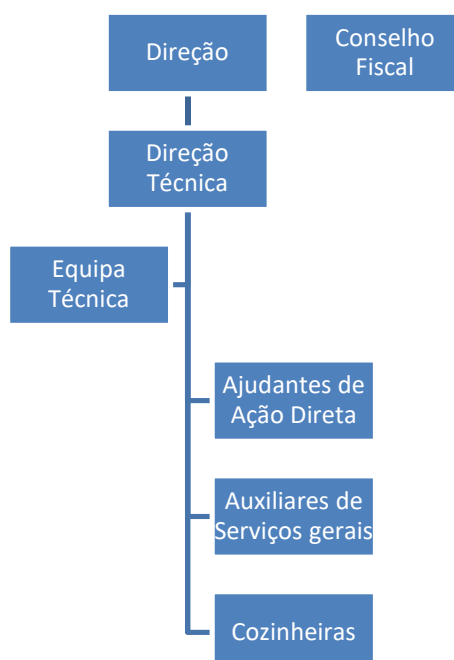 Direção
Conselho
Fiscal
Direção
Técnica
Equipa
Técnica
Ajudantes de
Ação Direta
Auxiliares de
Serviços gerais
Cozinheiras